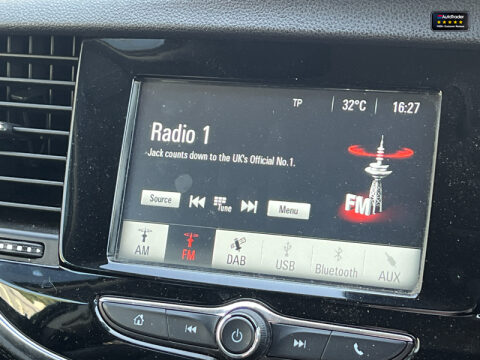 AutoTrader
TP 32°C 16:27
Radio 1
Jack counts down to the UK's Official No.1.
FM
Source Tune Menu
AM FM DAB USB Bluetooth AUX